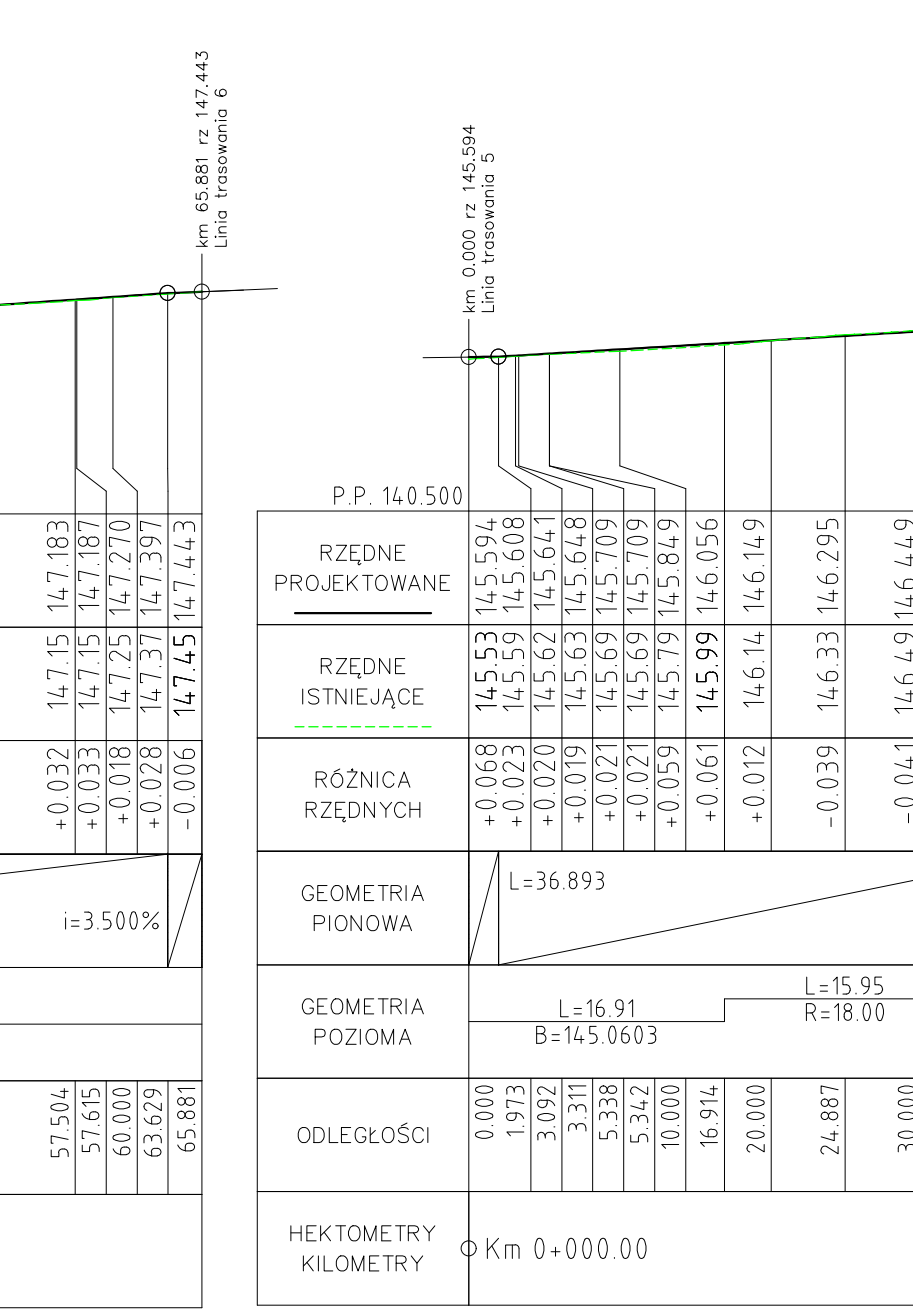 km 65.881 rz 147.443
Linia trasowania 6
147.183
147.187
147.270
147.397
147.443
147.15
147.15
147.25
147.37
147.45
+0.032
+0.033
+0.018
+0.028
-0.006
i=3.500%
57.504
57.615
60.000
63.629
65.881
km 0.000 rz 145.594
Linia trasowania 5
P.P. 140.500
RZĘDNE
PROJEKTOWANE
145.594
145.608
145.641
145.648
145.709
145.709
145.849
146.056
146.149
146.295
146.449
RZĘDNE
ISTNIEJĄCE
145.53
145.59
145.62
145.63
145.69
145.69
145.79
145.99
146.14
146.33
146.49
RÓŻNICA
RZĘDNYCH
+0.068
+0.023
+0.020
+0.019
+0.021
+0.021
+0.059
+0.061
+0.012
-0.039
-0.041
GEOMETRIA
PIONOWA
L=36.893
GEOMETRIA
POZIOMA
L=16.91
B=145.0603
L=15.95
R=18.00
ODLEGŁOŚCI
0.000
1.973
3.092
3.311
5.338
5.342
10.000
16.914
20.000
24.887
30.000
HEKTOMETRY
KILOMETRY
Km 0+000.00